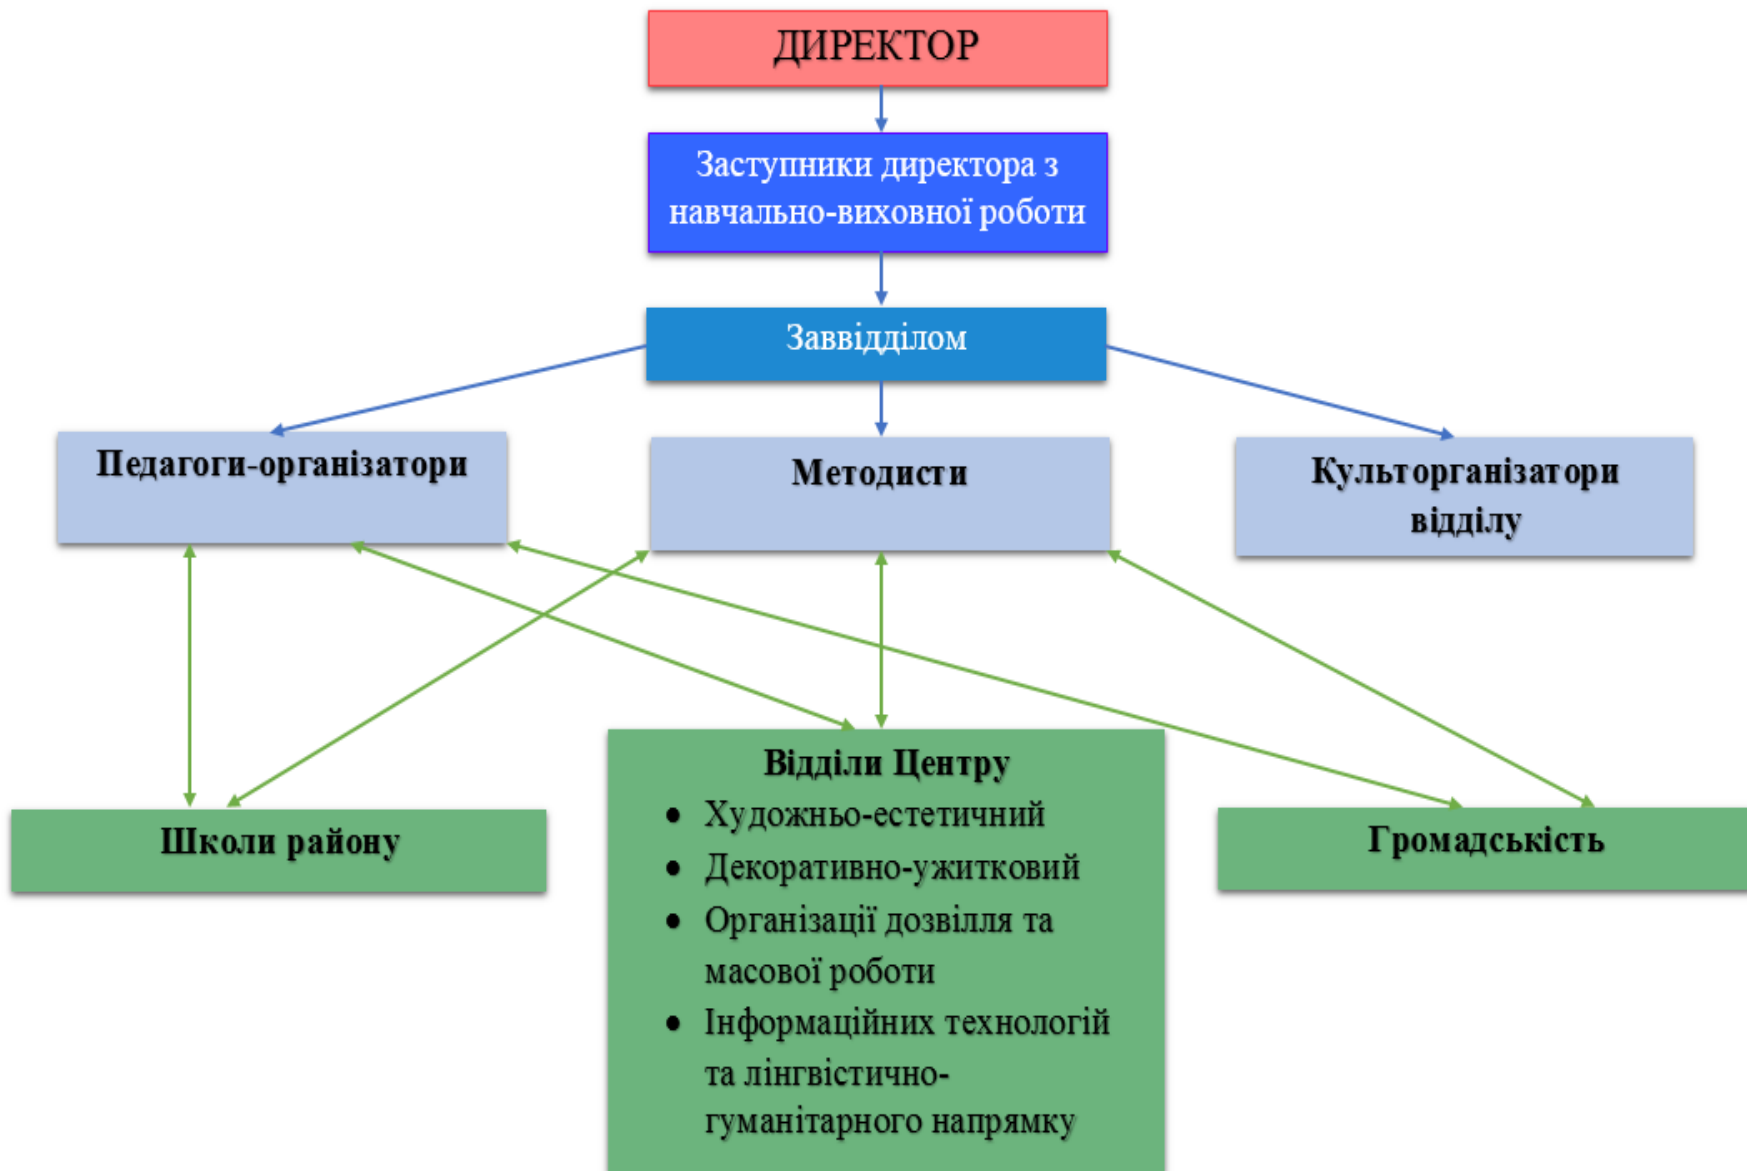 ДИРЕКТОР
Заступники директора з
навчально-виховної роботи
Заввідділом
Педагоги-організатори
Методисти
Культорганізатори
відділу
Школи району
Відділи Центру
• Художньо-естетичний
• Декоративно-ужитковий
• Організації дозвілля та
масової роботи
• Інформаційних технологій
та лінгвістично-
гуманітарного напрямку
Громадськість